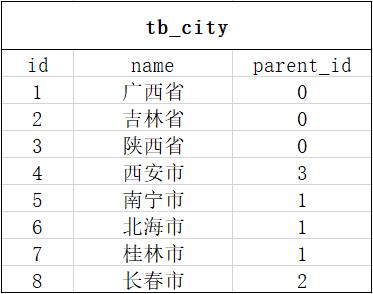 tb_city
id name parent_id
1 广西省 0
2 吉林省 0
3 陕西省 0
4 西安市 3
5 南宁市 1
6 北海市 1
7 桂林市 1
8 长春市 2